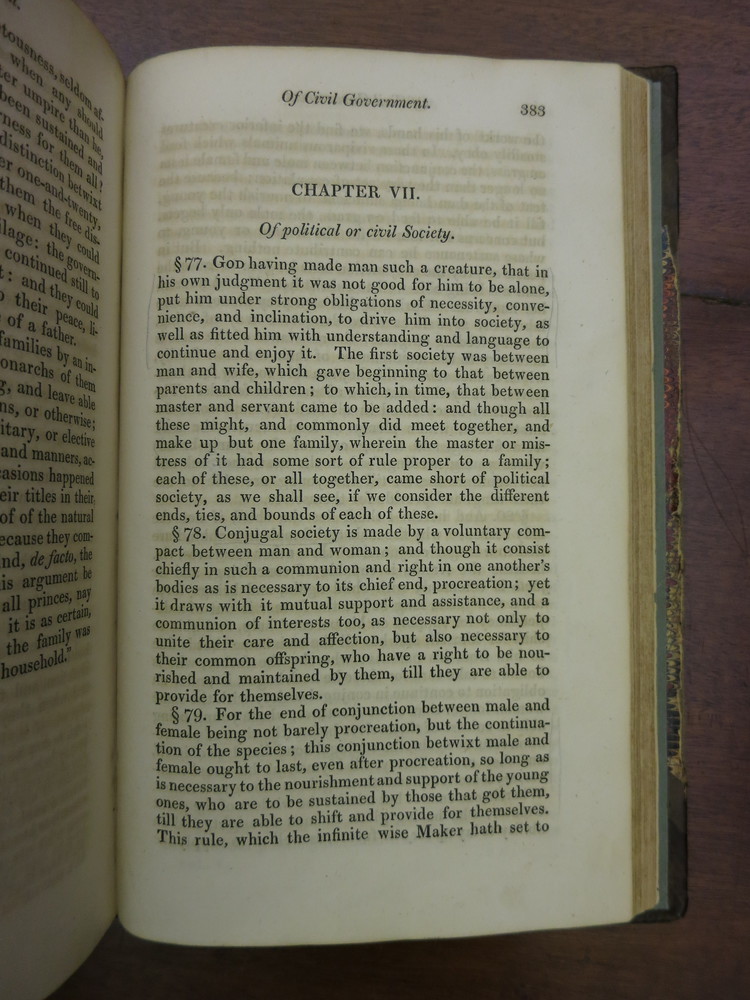 tousness, seldom af.
when any should
ter umpire than he,
been sustained and
rness for them all?
distinction betwixt
er one-and-twenty,
them the free dis.
when they could
llage: the govern-
continued still to
t: and they could
o their peace, li-
of a father.
families by an in-
onarchs of them
g, and leave able
ns, or otherwise;
itary, or elective
and manners, ac-
casions happened
eir titles in their
of of the natural
ecause they com-
nd, de facto, the
is argument be
all princes, nay
it is as certain,
the family was
household."
Of Civil Government. 383
CHAPTER VII.
Of political or civil Society.
§ 77. GOD having made man such a creature, that in
his own judgment it was not good for him to be alone,
put him under strong obligations of necessity, conve-
nience, and inclination, to drive him into society, as
well as fitted him with understanding and language to
continue and enjoy it. The first society was between
man and wife, which gave beginning to that between
parents and children; to which, in time, that between
master and servant came to be added: and though all
these might, and commonly did meet together, and
make up but one family, wherein the master or mis-
tress of it had some sort of rule proper to a family;
each of these, or all together, came short of political
society, as we shall see, if we consider the different
ends, ties, and bounds of each of these.
§ 78. Conjugal society is made by a voluntary com-
pact between man and woman; and though it consist
chiefly in such a communion and right in one another's
bodies as is necessary to its chief end, procreation; yet
it draws with it mutual support and assistance, and a
communion of interests too, as necessary not only to
unite their care and affection, but also necessary to
their common offspring, who have a right to be nou-
rished and maintained by them, till they are able to
provide for themselves.
§ 79. For the end of conjunction between male and
female being not barely procreation, but the continua-
tion of the species; this conjunction betwixt male and
female ought to last, even after procreation, so long as
is necessary to the nourishment and support of the young
ones, who are to be sustained by those that got them,
till they are able to shift and provide for themselves.
This rule, which the infinite wise Maker hath set to